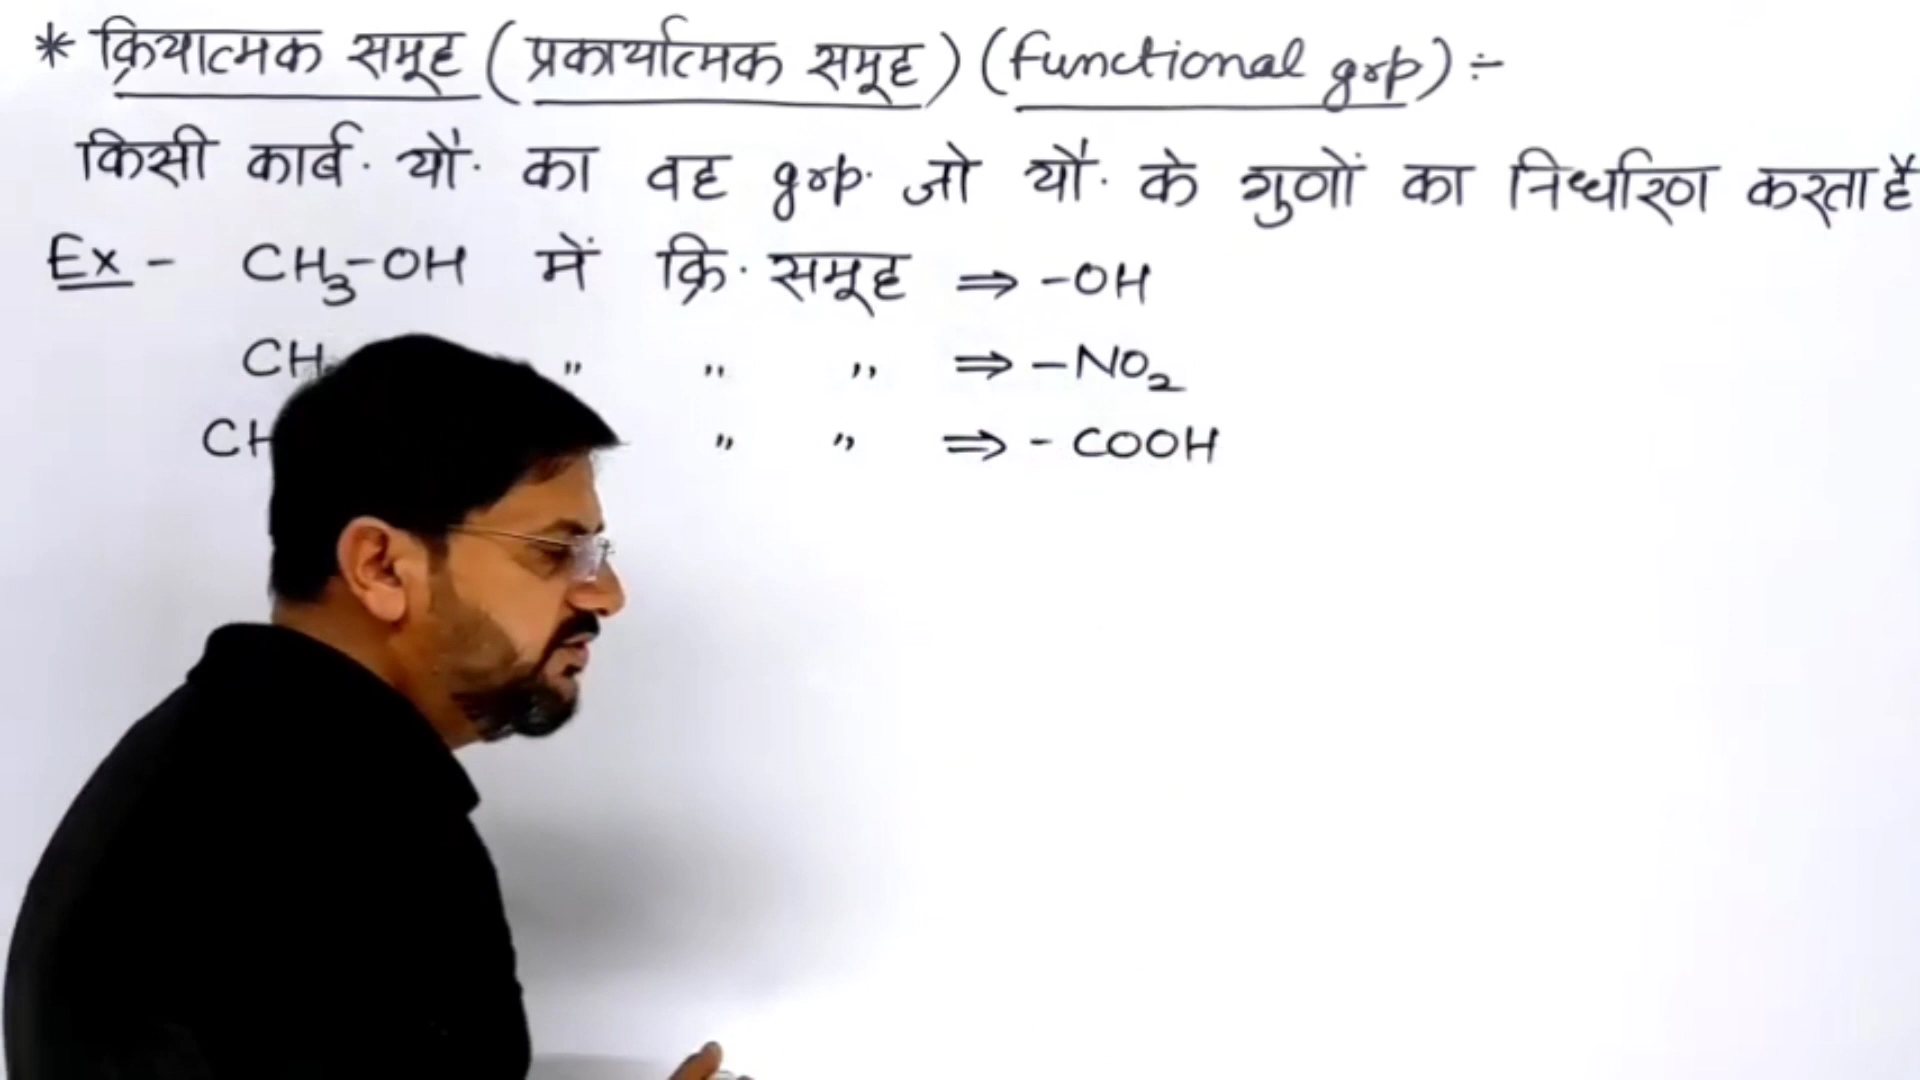 * क्रियात्मक समूह (प्रकार्यात्मक समूह) (functional grp) :-
किसी कार्ब. यौ. का वह grp. जो यौ. के गुणों का निर्धारण करता है
Ex - CH3-OH में क्रि. समूह ⇒ -OH
CH " " " ⇒ -NO2
CH " " ⇒ - COOH